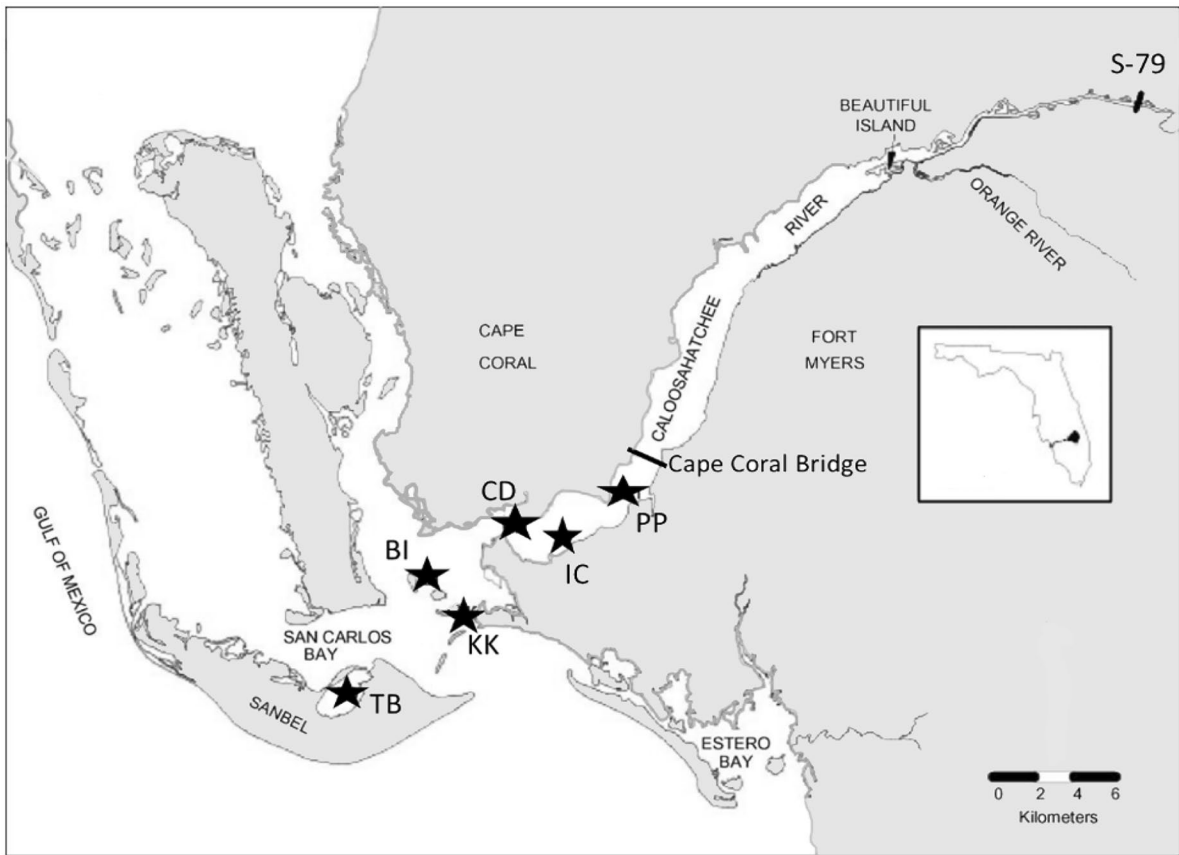 S-79
BEAUTIFUL
ISLAND
RIVER
ORANGE RIVER
CALOOSAHATCHEE
CAPE
CORAL
FORT
MYERS
Cape Coral Bridge
CD
PP
IC
BI
KK
GULF OF MEXICO
SAN CARLOS
BAY
TB
SANBEL
ESTERO
BAY
0 2 4 6
Kilometers